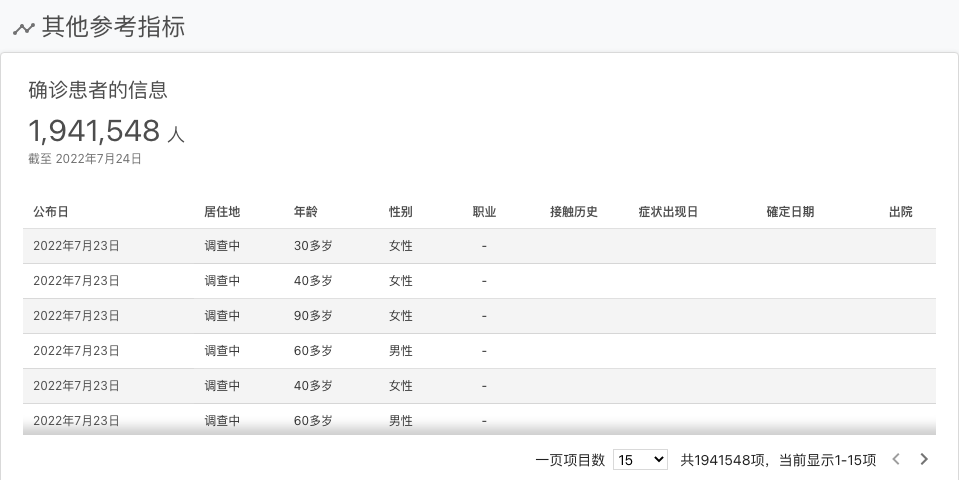 其他参考指标
确诊患者的信息
1,941,548 人
截至 2022年7月24日
公布日 居住地 年龄 性别 职业 接触历史 症状出现日 確定日期 出院
2022年7月23日 调查中 30多岁 女性 -
2022年7月23日 调查中 40多岁 女性 -
2022年7月23日 调查中 90多岁 女性 -
2022年7月23日 调查中 60多岁 男性 -
2022年7月23日 调查中 40多岁 女性 -
2022年7月23日 调查中 60多岁 男性 -
一页项目数 15 共1941548项，当前显示1-15项